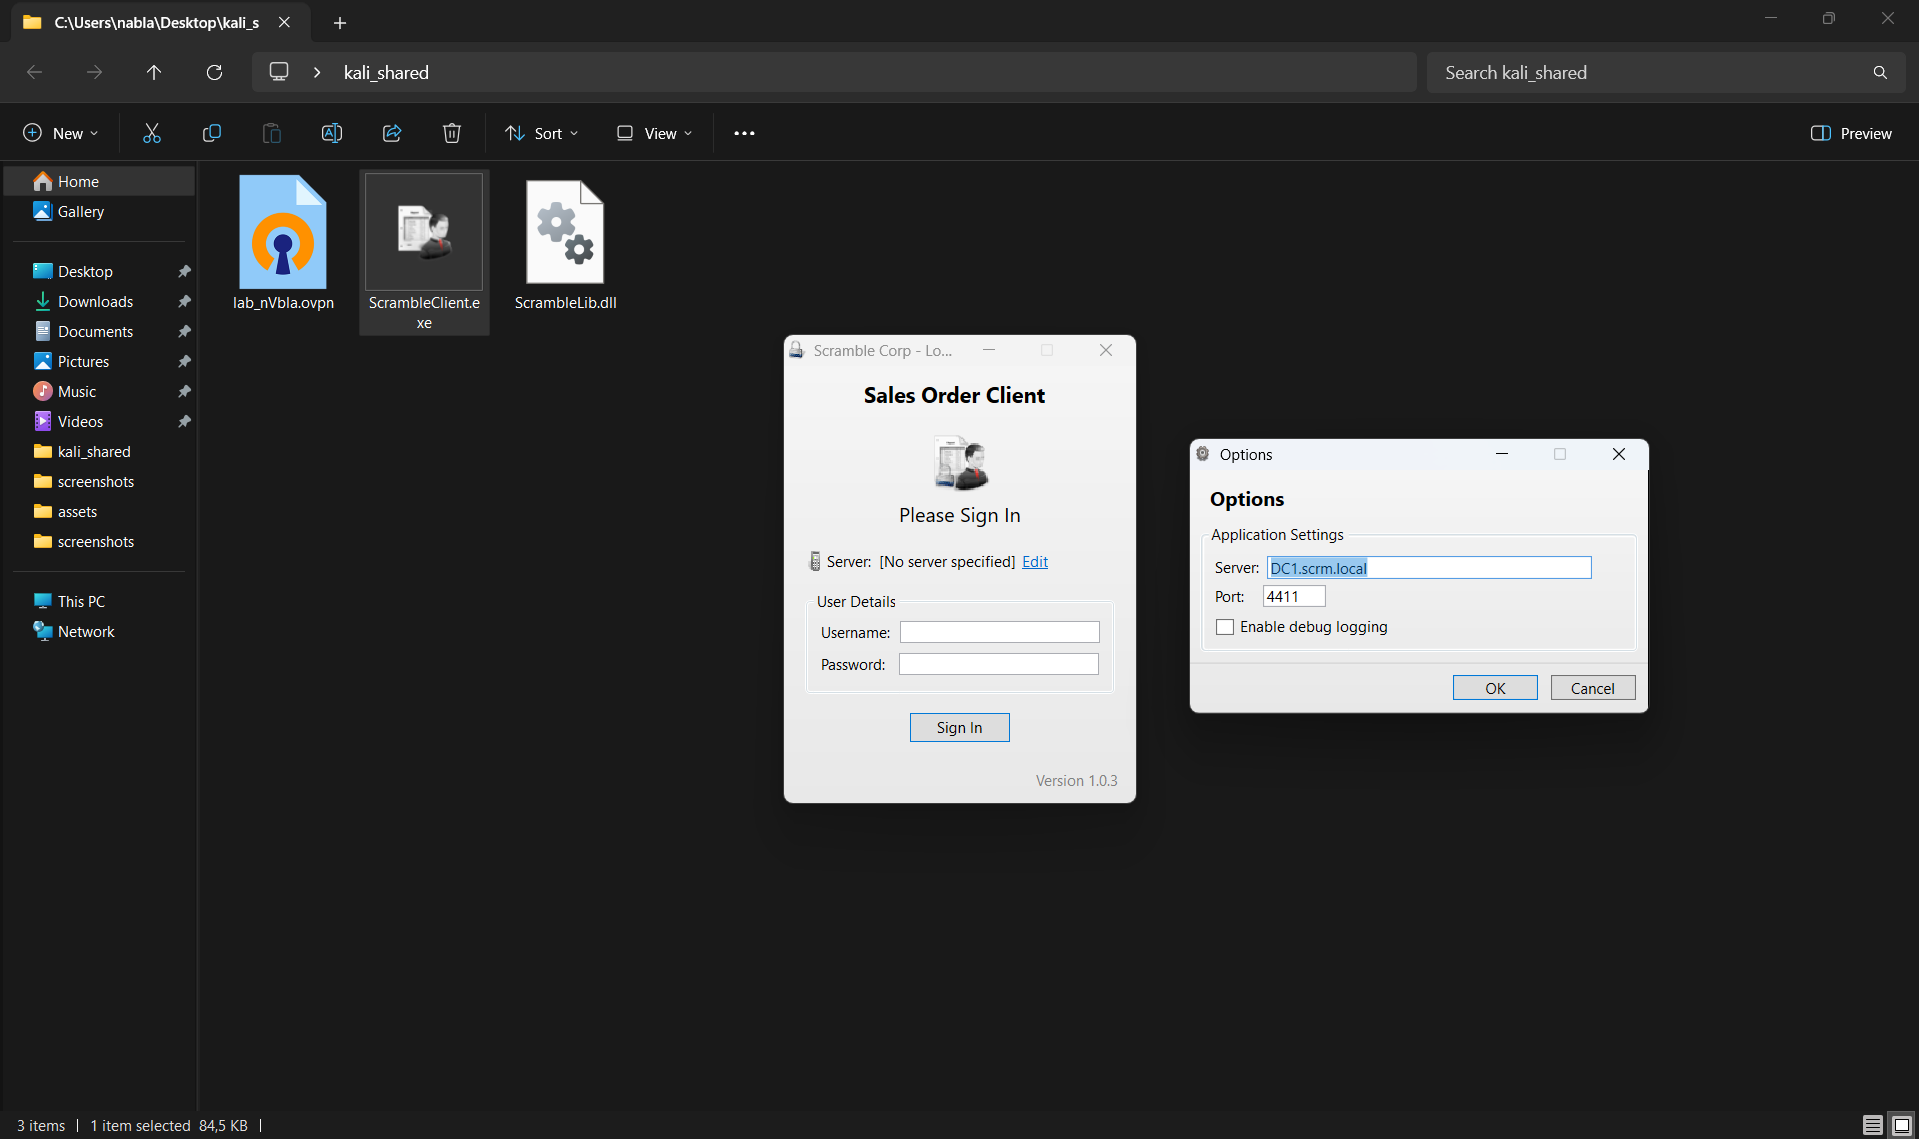 C:\Users\nabla\Desktop\kali_s
kali_shared
Search kali_shared
New
Sort
View
Preview
Home
Gallery
Desktop
Downloads
Documents
Pictures
Music
Videos
kali_shared
screenshots
assets
screenshots
This PC
Network
lab_nVbla.ovpn
ScrambleClient.e
xe
ScrambleLib.dll
Scramble Corp - Lo...
Sales Order Client
Please Sign In
Server: [No server specified] Edit
User Details
Username:
Password:
Sign In
Version 1.0.3
Options
Options
Application Settings
Server: DC1.scrm.local
Port: 4411
Enable debug logging
OK
Cancel
3 items
1 item selected 84,5 KB